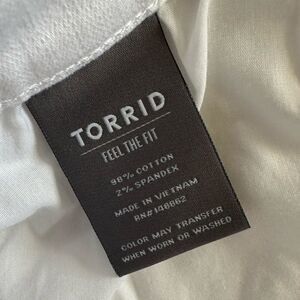 TORRID
FEEL THE FIT
98% COTTON
2% SPANDEX
MADE IN VIETNAM
RN# 148862
COLOR MAY TRANSFER
WHEN WORN OR WASHED